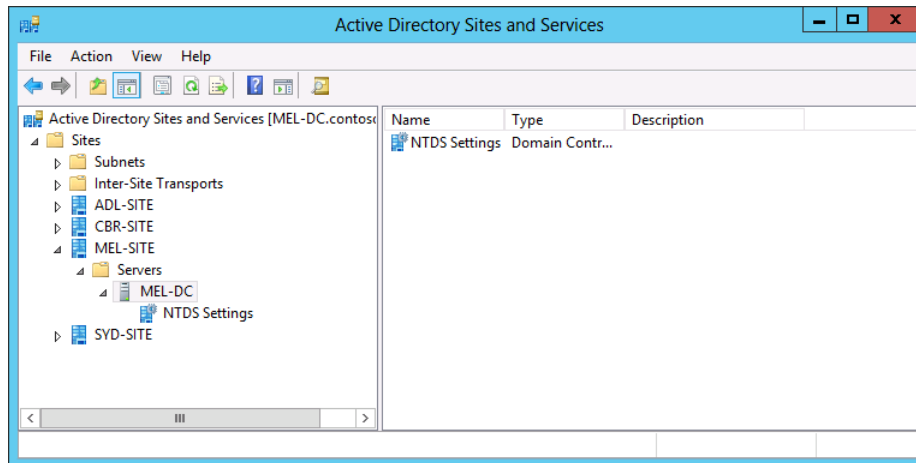 Active Directory Sites and Services
File Action View Help
Active Directory Sites and Services [MEL-DC.contoso
Name Type Description
Sites
NTDS Settings Domain Contr...
Subnets
Inter-Site Transports
ADL-SITE
CBR-SITE
MEL-SITE
Servers
MEL-DC
NTDS Settings
SYD-SITE